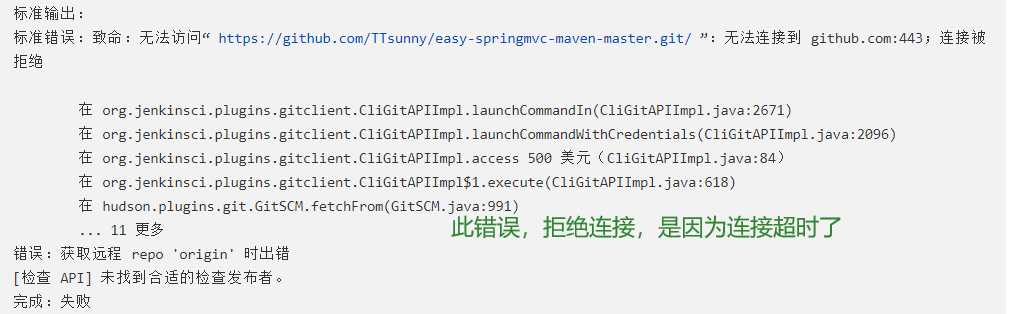 标准输出：
标准错误：致命：无法访问“ https://github.com/TTsunny/easy-springmvc-maven-master.git/ ”：无法连接到 github.com:443；连接被
拒绝
在 org.jenkinsci.plugins.gitclient.CliGitAPIImpl.launchCommandIn(CliGitAPIImpl.java:2671)
在 org.jenkinsci.plugins.gitclient.CliGitAPIImpl.launchCommandWithCredentials(CliGitAPIImpl.java:2096)
在 org.jenkinsci.plugins.gitclient.CliGitAPIImpl.access 500 美元（CliGitAPIImpl.java:84）
在 org.jenkinsci.plugins.gitclient.CliGitAPIImpl$1.execute(CliGitAPIImpl.java:618)
在 hudson.plugins.git.GitSCM.fetchFrom(GitSCM.java:991)
... 11 更多
此错误，拒绝连接，是因为连接超时了
错误：获取远程 repo 'origin' 时出错
[检查 API] 未找到合适的检查发布者。
完成：失败